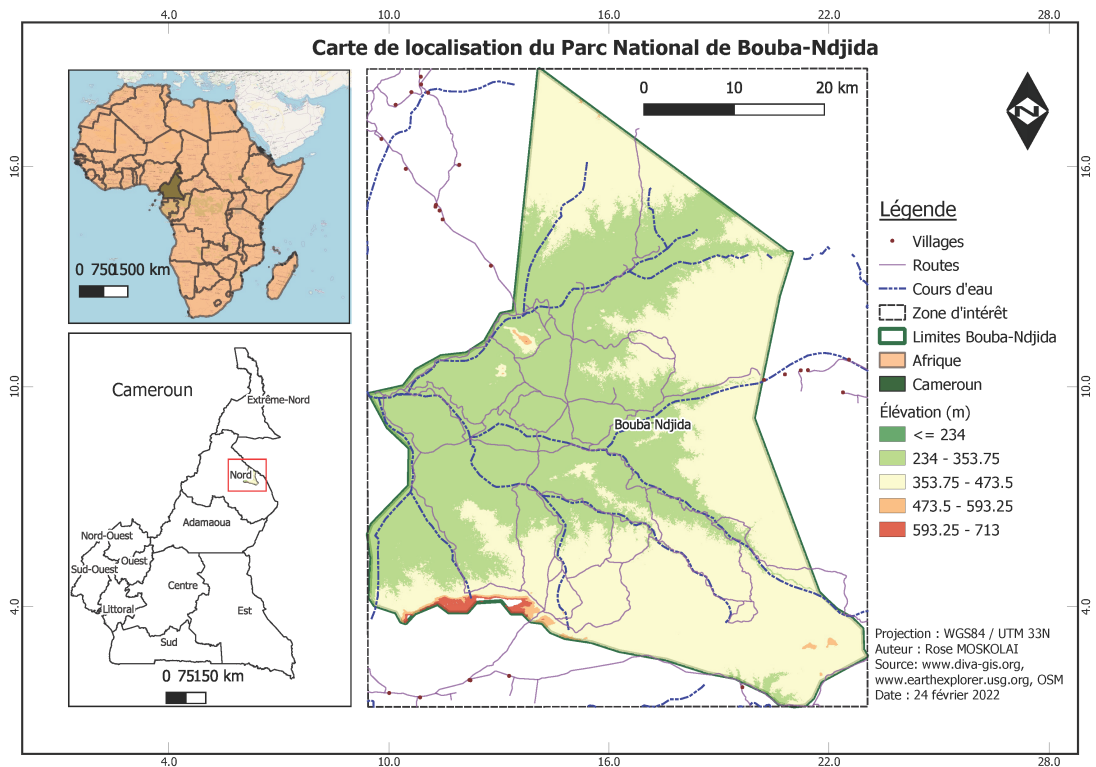 4.0
10.0
16.0
22.0
28.0
Carte de localisation du Parc National de Bouba-Ndjida
0 10 20 km
N
16.0
16.0
0 750 1500 km
Légende
Villages
Routes
Cours d'eau
Zone d'intérêt
Limites Bouba-Ndjida
Afrique
Cameroun
Élévation (m)
<= 234
234 - 353.75
353.75 - 473.5
473.5 - 593.25
593.25 - 713
Cameroun
Extrême-Nord
Nord
Adamaoua
Nord-Ouest
Ouest
Sud-Ouest
Centre
Littoral
Est
Sud
0 75 150 km
Bouba Ndjida
10.0
10.0
4.0
4.0
Projection : WGS84 / UTM 33N
Auteur : Rose MOSKOLAI
Source: www.diva-gis.org,
www.earthexplorer.usg.org, OSM
Date : 24 février 2022
4.0
10.0
16.0
22.0
28.0